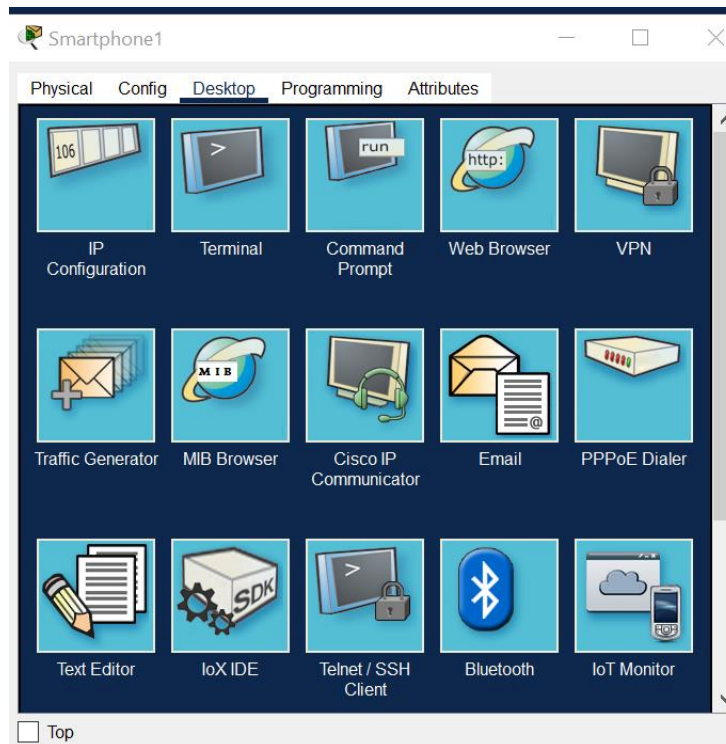 Smartphone1
Physical Config Desktop Programming Attributes
106
>
run
http:
IP
Configuration
Terminal
Command
Prompt
Web Browser
VPN
MIB
Traffic Generator
MIB Browser
Cisco IP
Communicator
@
Email
PPPoE Dialer
SDK
>
Text Editor
IoX IDE
Telnet / SSH
Client
Bluetooth
IoT Monitor
Top